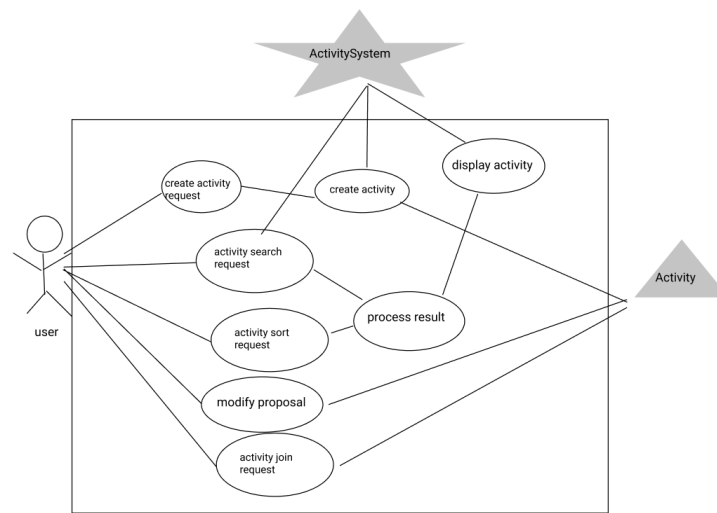 ActivitySystem
display activity
create activity
request
create activity
activity search
request
Activity
process result
user
activity sort
request
modify proposal
activity join
request